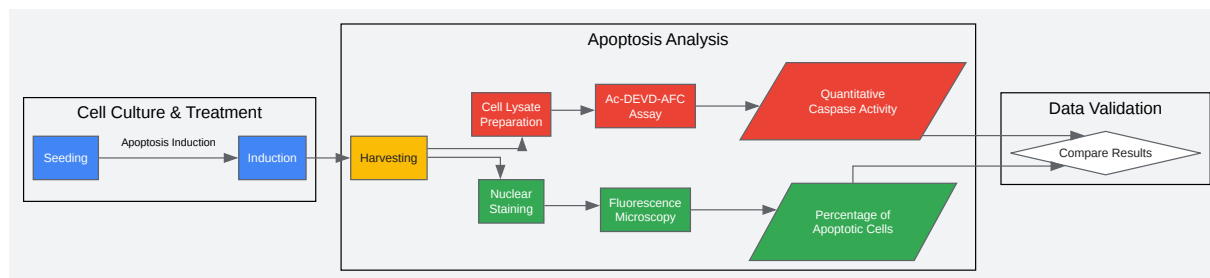 Apoptosis Analysis
Cell Culture & Treatment
Apoptosis Induction
Seeding
Induction
Harvesting
Cell Lysate
Preparation
Ac-DEVD-AFC
Assay
Quantitative
Caspase Activity
Nuclear
Staining
Fluorescence
Microscopy
Percentage of
Apoptotic Cells
Data Validation
Compare Results